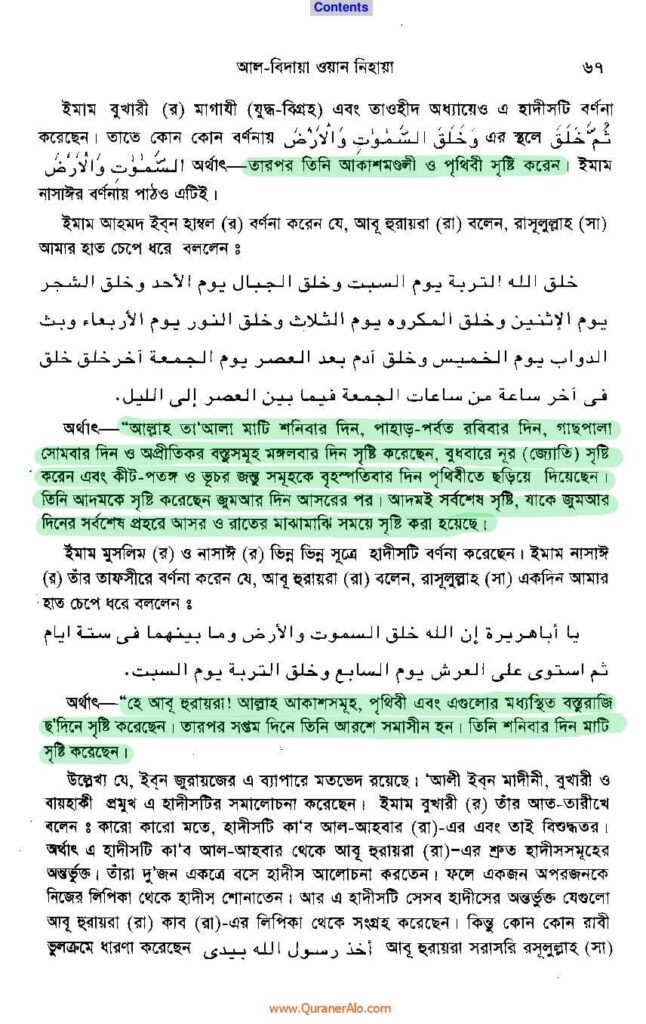 Contents
আল-বিদায়া ওয়ান নিহায়া ৬৭
ইমাম বুখারী (র) মাগাযী (যুদ্ধ-বিগ্রহ) এবং তাওহীদ অধ্যায়েও এ হাদীসটি বর্ণনা
করেছেন। তাতে কোন কোন বর্ণনায় وَخَلَقَ السَّمٰوٰتِ وَالْأَرْضَ এর স্থলে ثُمَّ خَلَقَ
السَّمٰوٰتِ وَالْأَرْضَ অর্থাৎ—তারপর তিনি আকাশমণ্ডলী ও পৃথিবী সৃষ্টি করেন। ইমাম
নাসাঈর বর্ণনায় পাঠও এটিই।
ইমাম আহমদ ইব্‌ন হাম্বল (র) বর্ণনা করেন যে, আবূ হুরায়রা (রা) বলেন, রাসূলুল্লাহ (সা)
আমার হাত চেপে ধরে বললেন ঃ
خلق الله التربة يوم السبت وخلق الجبال يوم الأحد وخلق الشجر
يوم الإثنين وخلق المكروه يوم الثلاث وخلق النور يوم الأربعاء وبث
الدواب يوم الخميس وخلق آدم بعد العصر يوم الجمعة آخر خلق خلق
فى آخر ساعة من ساعات الجمعة فيما بين العصر إلى الليل.
অর্থাৎ—“আল্লাহ তা'আলা মাটি শনিবার দিন, পাহাড়-পর্বত রবিবার দিন, গাছপালা
সোমবার দিন ও অপ্রীতিকর বস্তুসমূহ মঙ্গলবার দিন সৃষ্টি করেছেন, বুধবারে নূর (জ্যোতি) সৃষ্টি
করেন এবং কীট-পতঙ্গ ও ভূচর জন্তু সমূহকে বৃহস্পতিবার দিন পৃথিবীতে ছড়িয়ে দিয়েছেন।
তিনি আদমকে সৃষ্টি করেছেন জুমআর দিন আসরের পর। আদমই সর্বশেষ সৃষ্টি, যাকে জুমআর
দিনের সর্বশেষ প্রহরে আসর ও রাতের মাঝামাঝি সময়ে সৃষ্টি করা হয়েছে।
ইমাম মুসলিম (র) ও নাসাঈ (র) ভিন্ন ভিন্ন সূত্রে হাদীসটি বর্ণনা করেছেন। ইমাম নাসাঈ
(র) তাঁর তাফসীরে বর্ণনা করেন যে, আবূ হুরায়রা (রা) বলেন, রাসূলুল্লাহ (সা) একদিন আমার
হাত চেপে ধরে বললেন ঃ
يا أباهريرة إن الله خلق السموت والأرض وما بينهما فى ستة ايام
ثم استوى على العرش يوم السابع وخلق التربة يوم السبت.
অর্থাৎ—“হে আবূ হুরায়রা! আল্লাহ আকাশসমূহ, পৃথিবী এবং এগুলোর মধ্যস্থিত বস্তুরাজি
ছ'দিনে সৃষ্টি করেছেন। তারপর সপ্তম দিনে তিনি আরশে সমাসীন হন। তিনি শনিবার দিন মাটি
সৃষ্টি করেছেন।
উল্লেখ্য যে, ইব্‌ন জুরায়জের এ ব্যাপারে মতভেদ রয়েছে। ‘আলী ইব্‌ন মাদীনী, বুখারী ও
বায়হাকী প্রমুখ এ হাদীসটির সমালোচনা করেছেন। ইমাম বুখারী (র) তাঁর আত-তারীখে
বলেন ঃ কারো কারো মতে, হাদীসটি কা‘ব আল-আহবার (রা)-এর এবং তাই বিশুদ্ধতর।
অর্থাৎ এ হাদীসটি কা‘ব আল-আহবার থেকে আবূ হুরায়রা (রা)-এর শ্রুত হাদীসসমূহের
অন্তর্ভুক্ত। তাঁরা দু'জন একত্রে বসে হাদীস আলোচনা করতেন। ফলে একজন অপরজনকে
নিজের লিপিকা থেকে হাদীস শোনাতেন। আর এ হাদীসটি সেসব হাদীসের অন্তর্ভুক্ত যেগুলো
আবূ হুরায়রা (রা) কাব (রা)-এর লিপিকা থেকে সংগ্রহ করেছেন। কিন্তু কোন কোন রাবী
ভুলক্রমে ধারণা করেছেন أخذ رسول الله بيدى আবূ হুরায়রা সরাসরি রসূলুল্লাহ (সা)
www.QuranerAlo.com